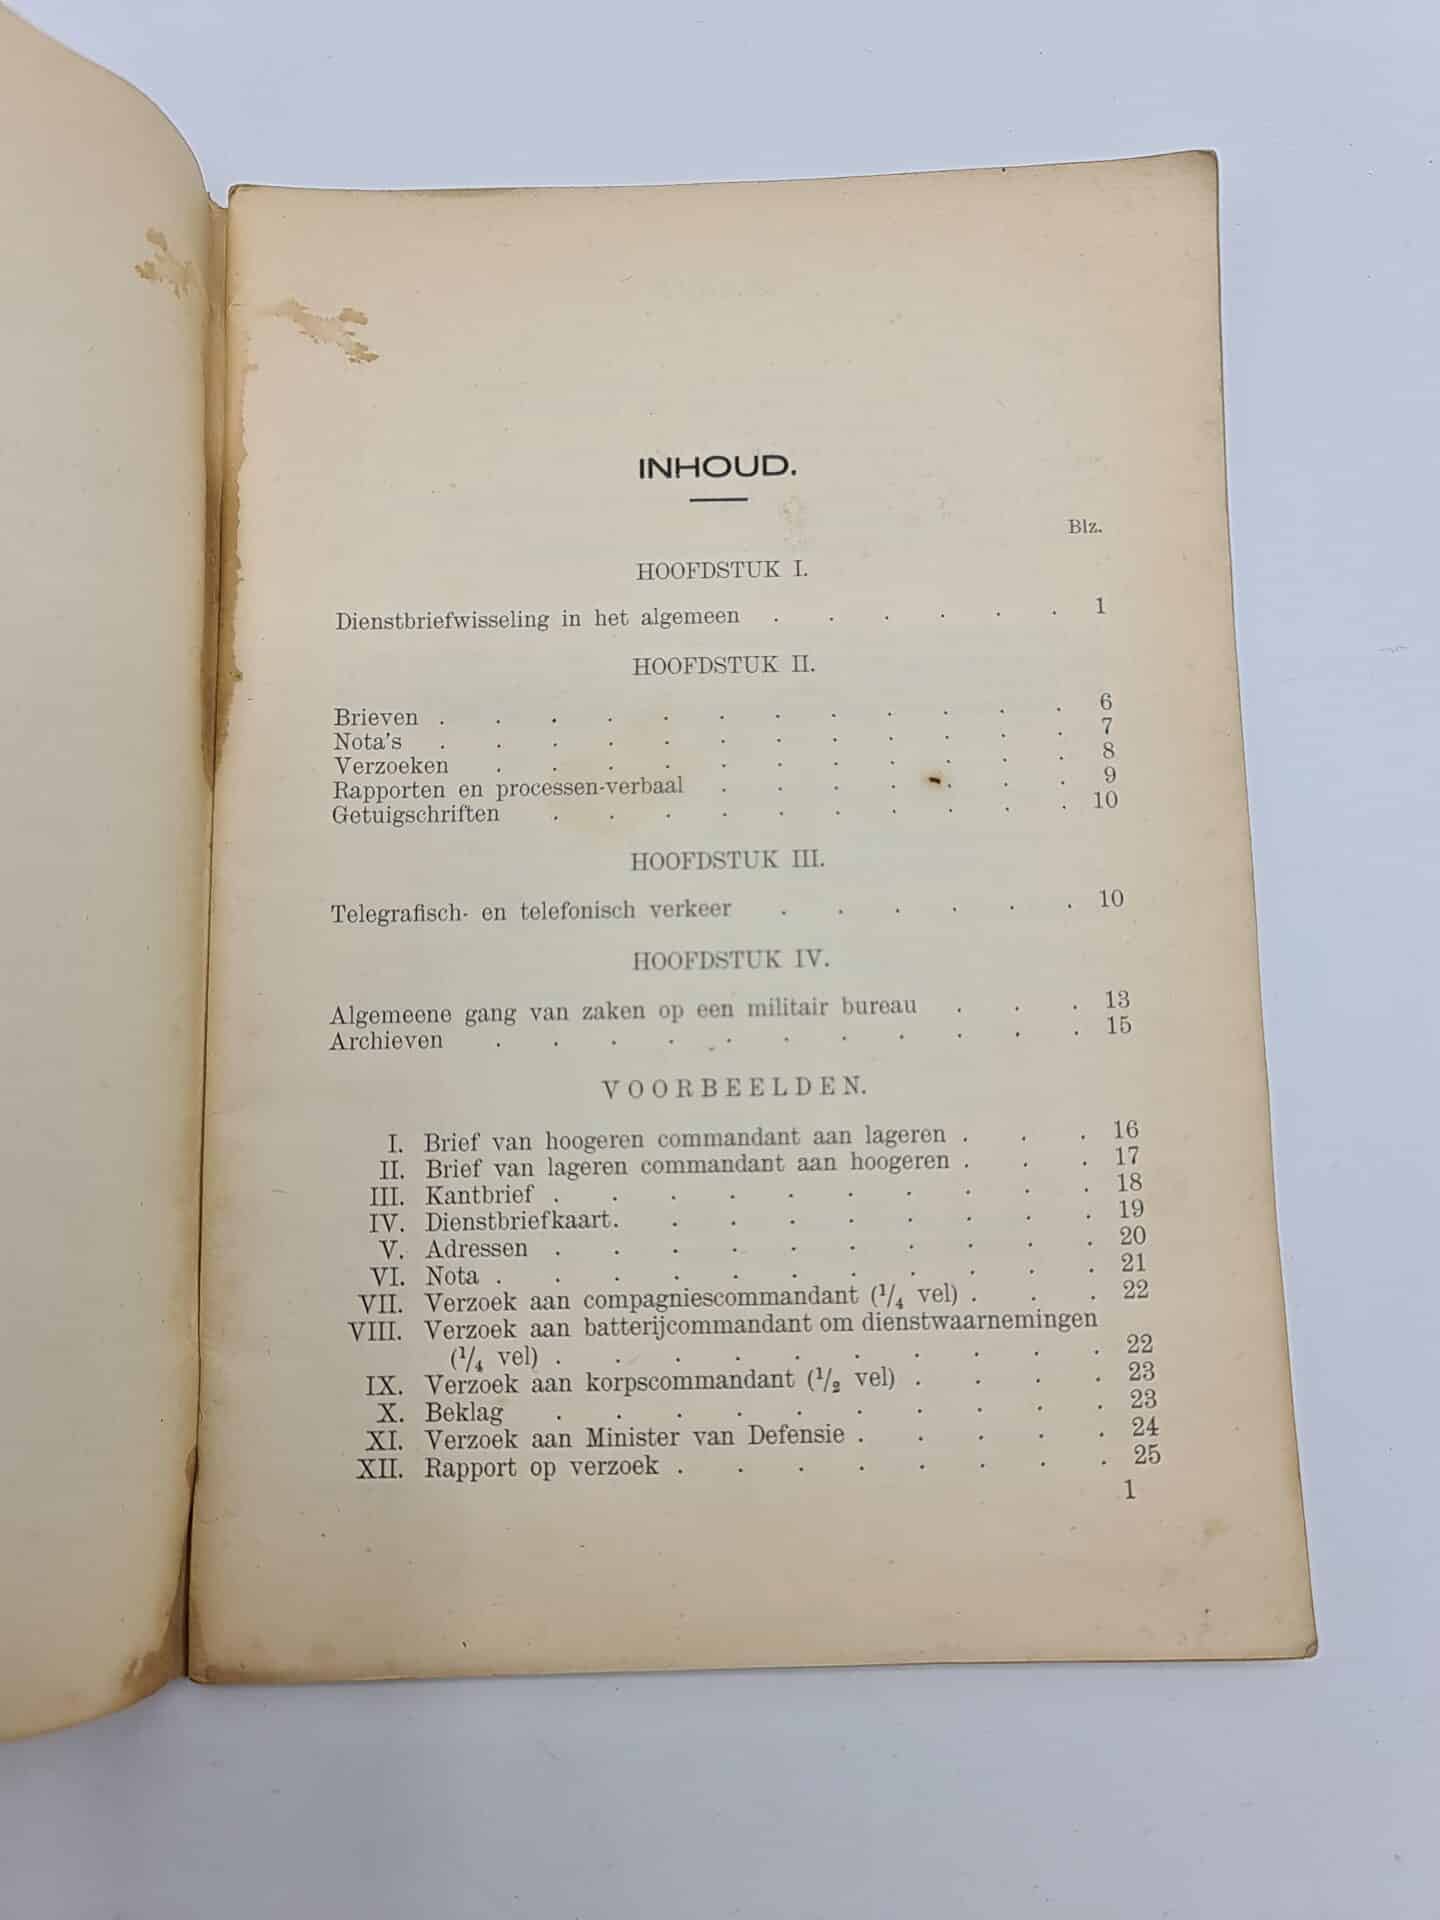 INHOUD.
Blz.
HOOFDSTUK I.
Dienstbriefwisseling in het algemeen . . . . . . 1
HOOFDSTUK II.
Brieven . . . . . . . . . . . . 6
Nota's . . . . . . . . . . . . 7
Verzoeken . . . . . . . . . . . 8
Rapporten en processen-verbaal . . . . . . . 9
Getuigschriften . . . . . . . . . . 10
HOOFDSTUK III.
Telegrafisch- en telefonisch verkeer . . . . . . 10
HOOFDSTUK IV.
Algemeene gang van zaken op een militair bureau . . . 13
Archieven . . . . . . . . . . . 15
VOORBEELDEN.
I. Brief van hoogeren commandant aan lageren . . . 16
II. Brief van lageren commandant aan hoogeren . . . 17
III. Kantbrief . . . . . . . . . . 18
IV. Dienstbriefkaart. . . . . . . . . 19
V. Adressen . . . . . . . . . . 20
VI. Nota . . . . . . . . . . . 21
VII. Verzoek aan compagniescommandant (1/4 vel) . . . 22
VIII. Verzoek aan batterijcommandant om dienstwaarnemingen
(1/4 vel) . . . . . . . . . . 22
IX. Verzoek aan korpscommandant (1/2 vel) . . . . 23
X. Beklag . . . . . . . . . . 23
XI. Verzoek aan Minister van Defensie . . . . . 24
XII. Rapport op verzoek . . . . . . . . 25
1